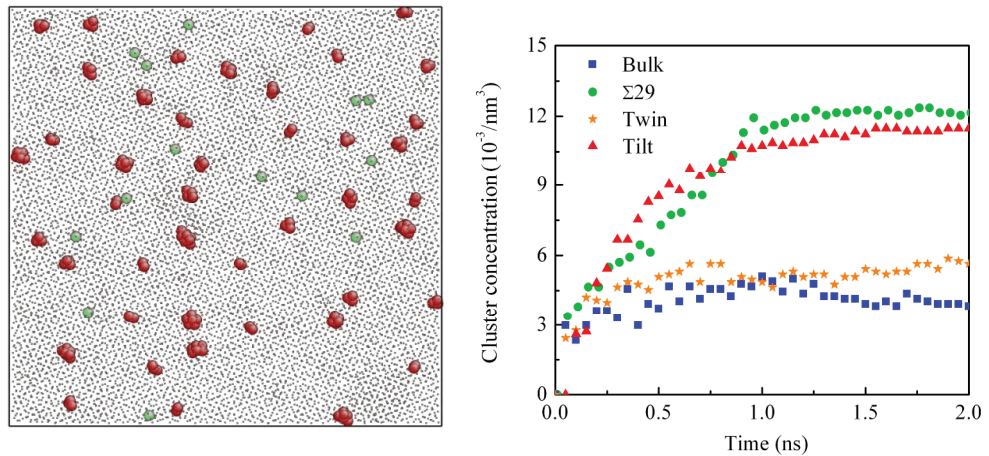 15
12
9
6
3
0
Cluster concentration (10⁻³/nm³)
Bulk
Σ29
Twin
Tilt
0.0
0.5
1.0
1.5
2.0
Time (ns)